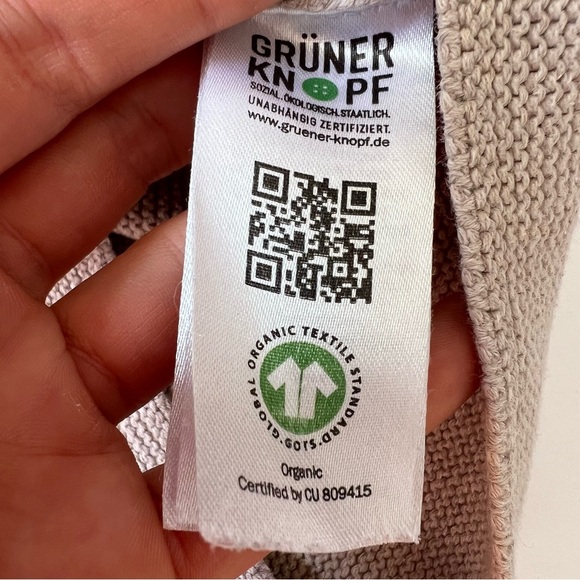 GRÜNER
KNOPF
SOZIAL. ÖKOLOGISCH. STAATLICH.
UNABHÄNGIG ZERTIFIZIERT.
www.gruener-knopf.de
GLOBAL ORGANIC TEXTILE STANDARD · GOTS ·
Organic
Certified by CU 809415